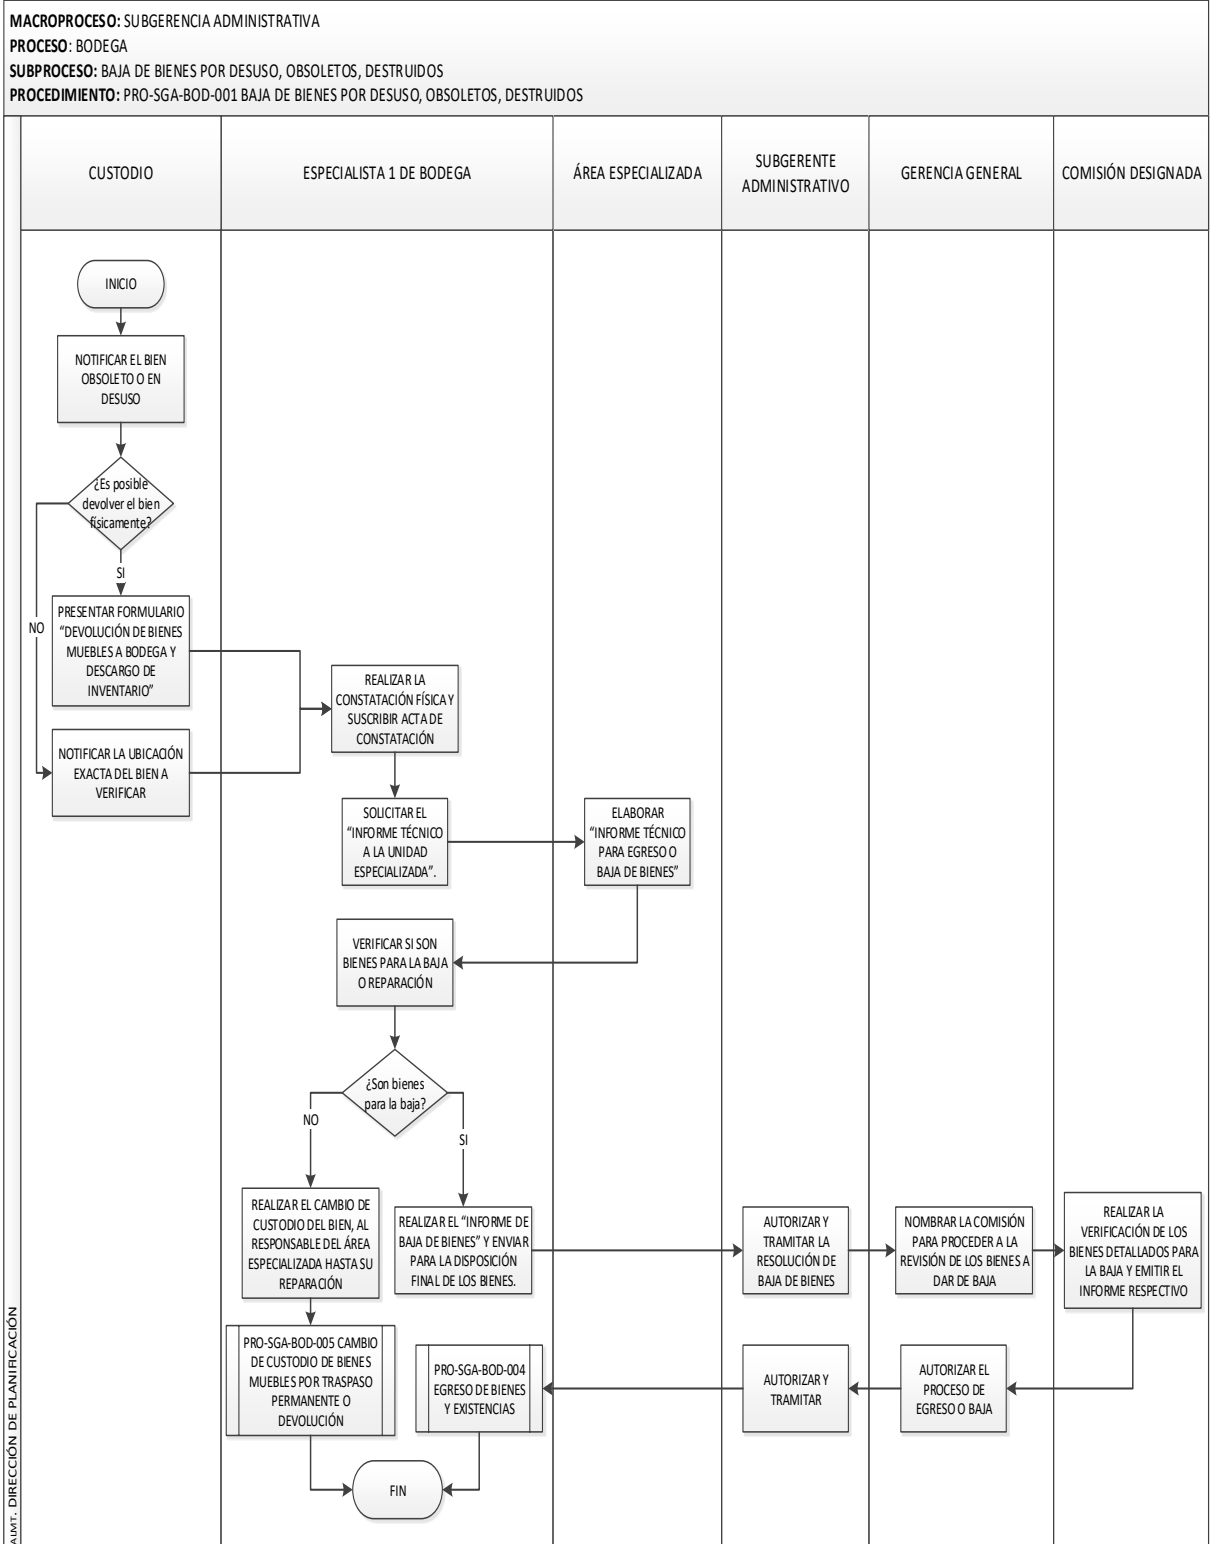 MACROPROCESO: SUBGERENCIA ADMINISTRATIVA
PROCESO: BODEGA
SUBPROCESO: BAJA DE BIENES POR DESUSO, OBSOLETOS, DESTRUIDOS
PROCEDIMIENTO: PRO-SGA-BOD-001 BAJA DE BIENES POR DESUSO, OBSOLETOS, DESTRUIDOS
CUSTODIO
ESPECIALISTA 1 DE BODEGA
ÁREA ESPECIALIZADA
SUBGERENTE
ADMINISTRATIVO
GERENCIA GENERAL
COMISIÓN DESIGNADA
INICIO
NOTIFICAR EL BIEN
OBSOLETO O EN
DESUSO
¿Es posible
devolver el bien
físicamente?
SI
NO
PRESENTAR FORMULARIO
“DEVOLUCIÓN DE BIENES
MUEBLES A BODEGA Y
DESCARGO DE
INVENTARIO”
NOTIFICAR LA UBICACIÓN
EXACTA DEL BIEN A
VERIFICAR
REALIZAR LA
CONSTATACIÓN FÍSICA Y
SUSCRIBIR ACTA DE
CONSTATACIÓN
SOLICITAR EL
“INFORME TÉCNICO
A LA UNIDAD
ESPECIALIZADA”.
ELABORAR
“INFORME TÉCNICO
PARA EGRESO O
BAJA DE BIENES”
VERIFICAR SI SON
BIENES PARA LA BAJA
O REPARACIÓN
¿Son bienes
para la baja?
NO
SI
REALIZAR EL CAMBIO DE
CUSTODIO DEL BIEN, AL
RESPONSABLE DEL ÁREA
ESPECIALIZADA HASTA SU
REPARACIÓN
REALIZAR EL “INFORME DE
BAJA DE BIENES” Y ENVIAR
PARA LA DISPOSICIÓN
FINAL DE LOS BIENES.
AUTORIZAR Y
TRAMITAR LA
RESOLUCIÓN DE
BAJA DE BIENES
NOMBRAR LA COMISIÓN
PARA PROCEDER A LA
REVISIÓN DE LOS BIENES A
DAR DE BAJA
REALIZAR LA
VERIFICACIÓN DE LOS
BIENES DETALLADOS PARA
LA BAJA Y EMITIR EL
INFORME RESPECTIVO
PRO-SGA-BOD-005 CAMBIO
DE CUSTODIO DE BIENES
MUEBLES POR TRASPASO
PERMANENTE O
DEVOLUCIÓN
PRO-SGA-BOD-004
EGRESO DE BIENES
Y EXISTENCIAS
AUTORIZAR Y
TRAMITAR
AUTORIZAR EL
PROCESO DE
EGRESO O BAJA
FIN
DIRECCIÓN DE PLANIFICACIÓN